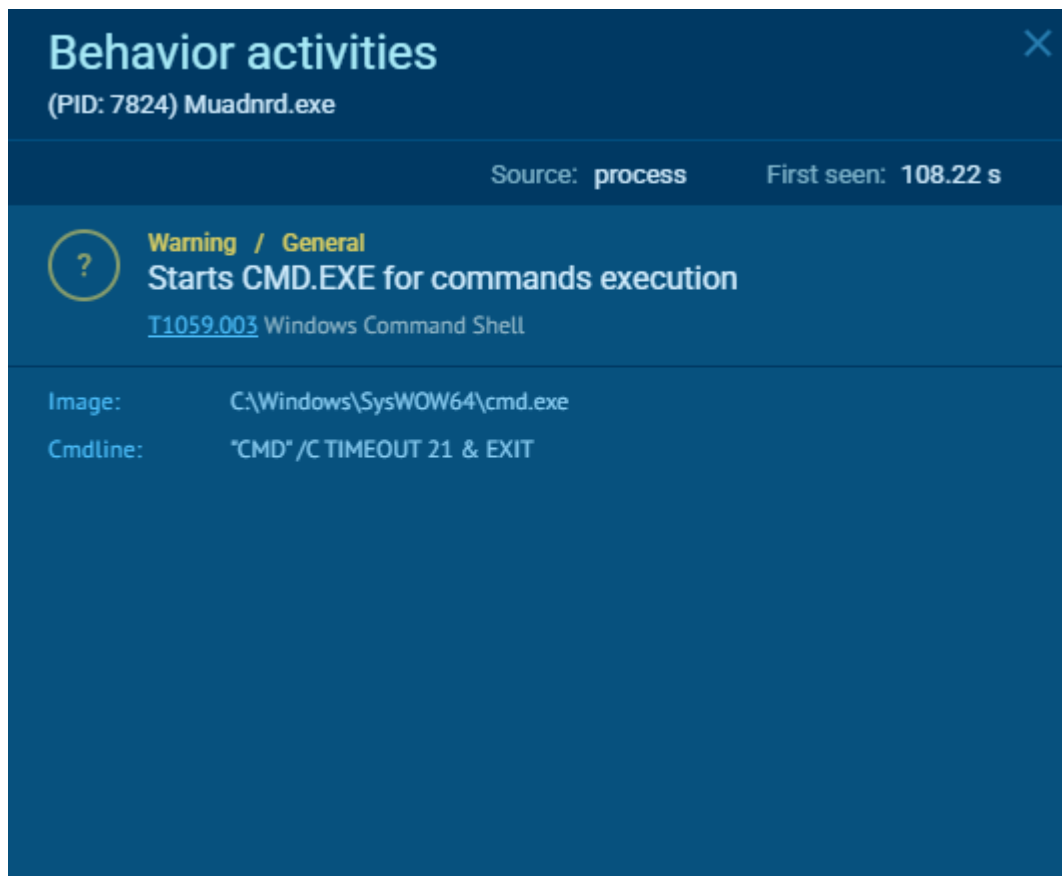 Behavior activities
(PID: 7824) Muadnrd.exe
Source: process First seen: 108.22 s
?
Warning / General
Starts CMD.EXE for commands execution
T1059.003 Windows Command Shell
Image: C:\Windows\SysWOW64\cmd.exe
Cmdline: "CMD" /C TIMEOUT 21 & EXIT